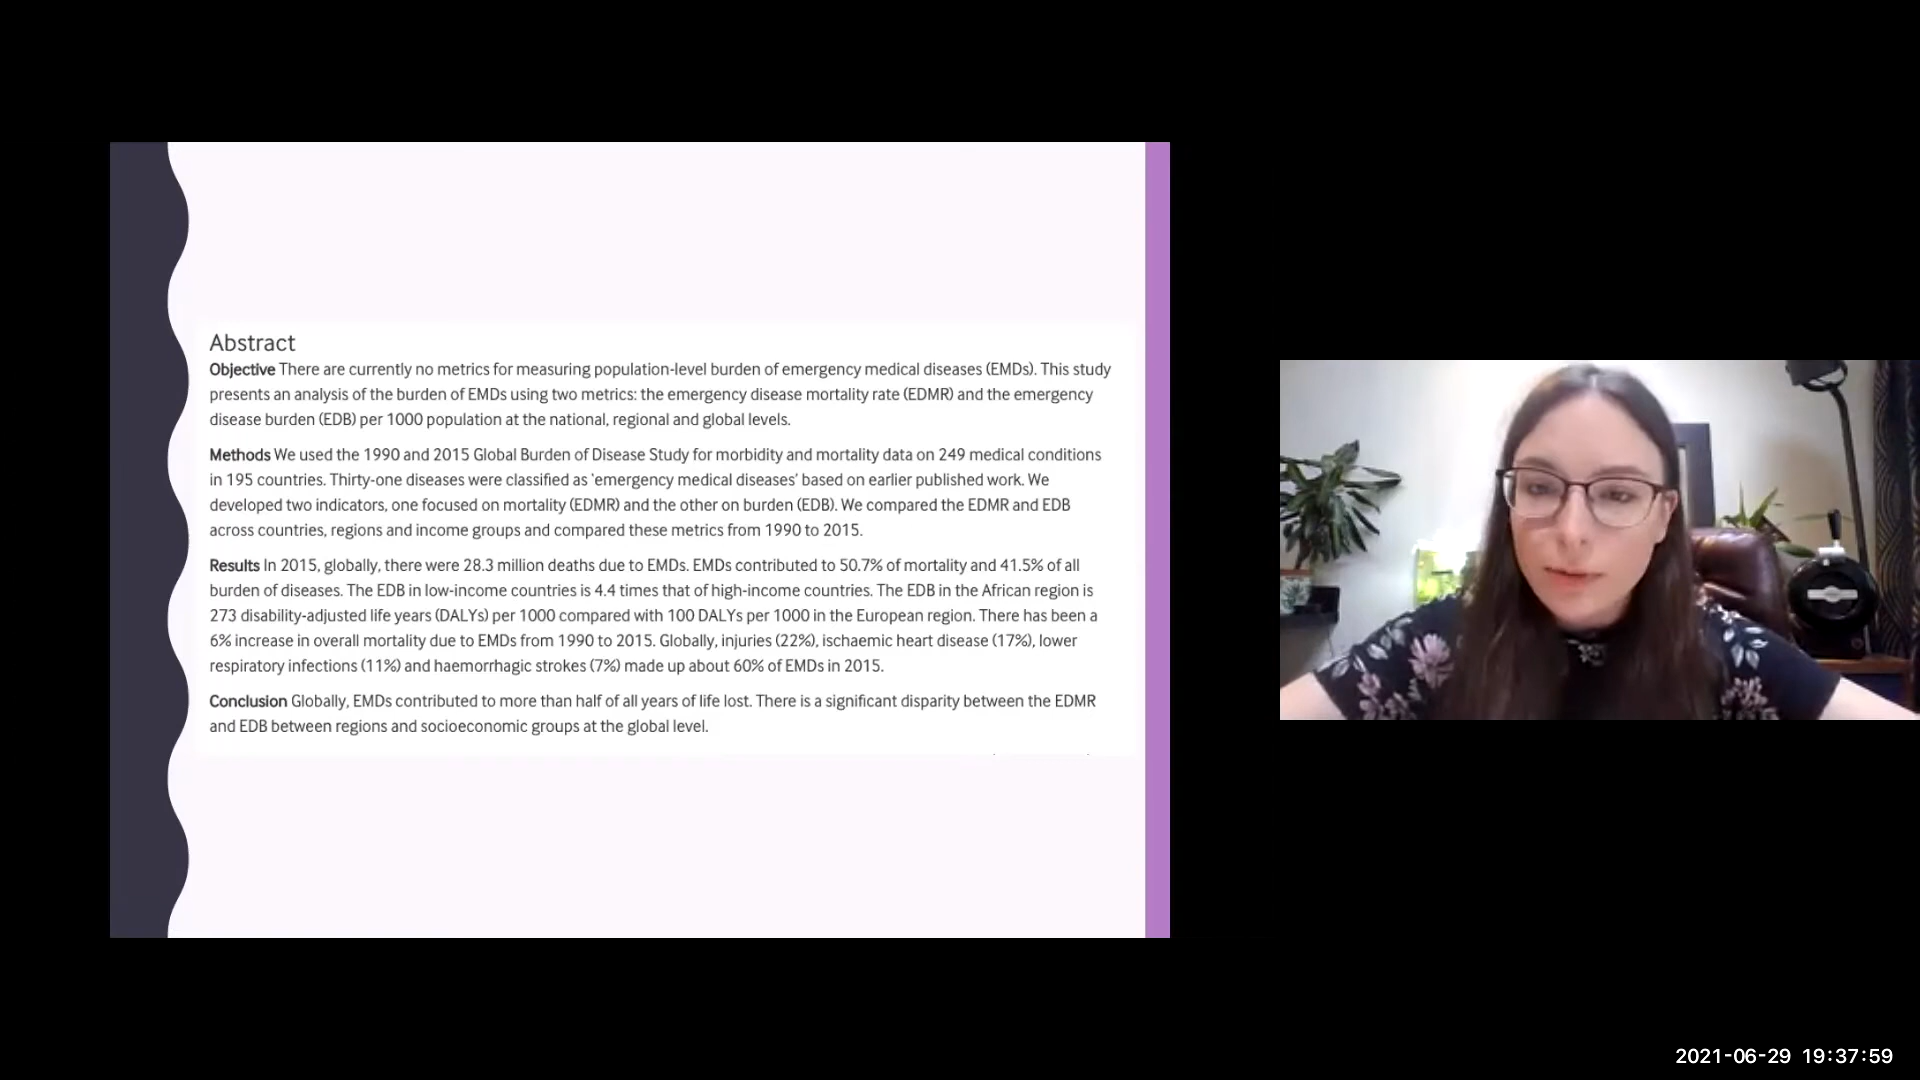 Abstract
Objective There are currently no metrics for measuring population-level burden of emergency medical diseases (EMDs). This study
presents an analysis of the burden of EMDs using two metrics: the emergency disease mortality rate (EDMR) and the emergency
disease burden (EDB) per 1000 population at the national, regional and global levels.
Methods We used the 1990 and 2015 Global Burden of Disease Study for morbidity and mortality data on 249 medical conditions
in 195 countries. Thirty-one diseases were classified as ‘emergency medical diseases’ based on earlier published work. We
developed two indicators, one focused on mortality (EDMR) and the other on burden (EDB). We compared the EDMR and EDB
across countries, regions and income groups and compared these metrics from 1990 to 2015.
Results In 2015, globally, there were 28.3 million deaths due to EMDs. EMDs contributed to 50.7% of mortality and 41.5% of all
burden of diseases. The EDB in low-income countries is 4.4 times that of high-income countries. The EDB in the African region is
273 disability-adjusted life years (DALYs) per 1000 compared with 100 DALYs per 1000 in the European region. There has been a
6% increase in overall mortality due to EMDs from 1990 to 2015. Globally, injuries (22%), ischaemic heart disease (17%), lower
respiratory infections (11%) and haemorrhagic strokes (7%) made up about 60% of EMDs in 2015.
Conclusion Globally, EMDs contributed to more than half of all years of life lost. There is a significant disparity between the EDMR
and EDB between regions and socioeconomic groups at the global level.
2021-06-29 19:37:59